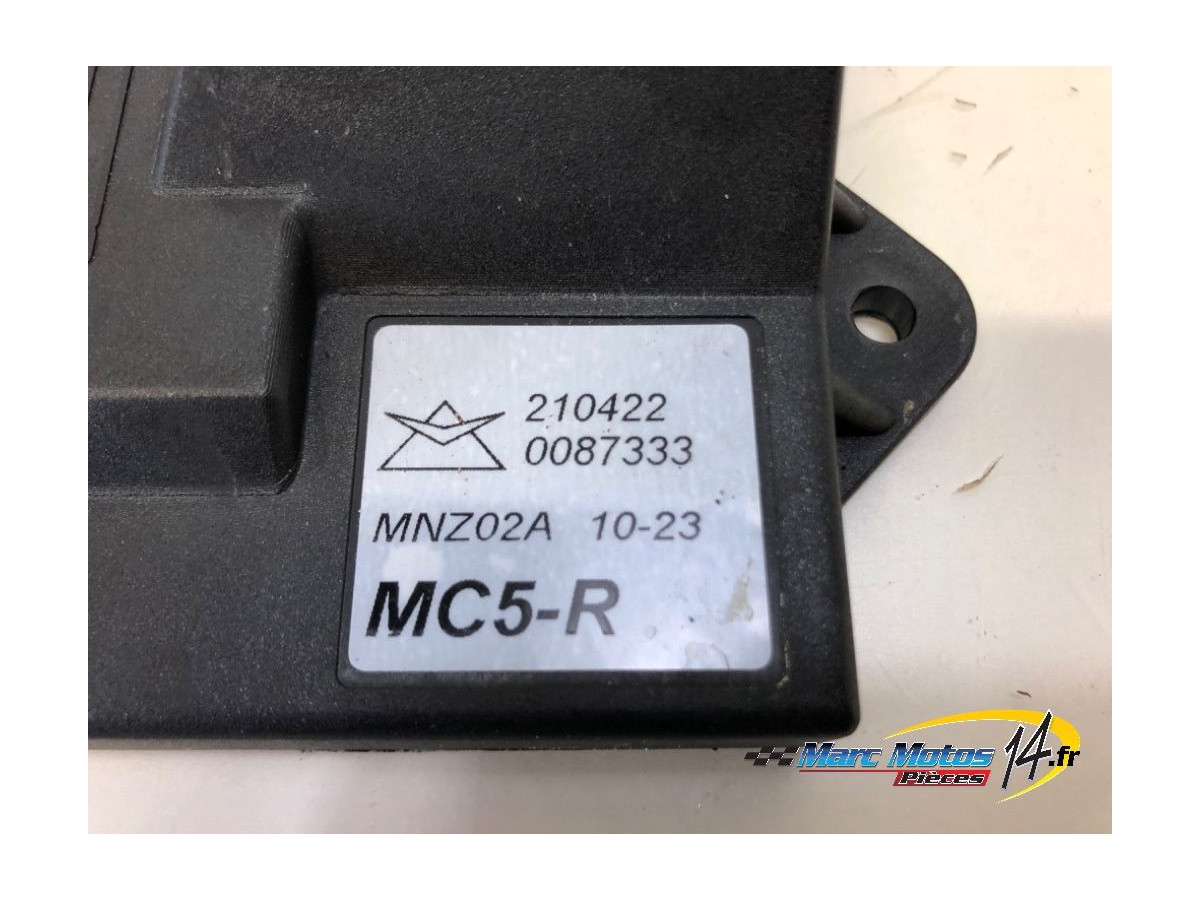 210422
0087333
MNZ02A 10-23
MC5-R
Marc Motos 14.fr
Pièces